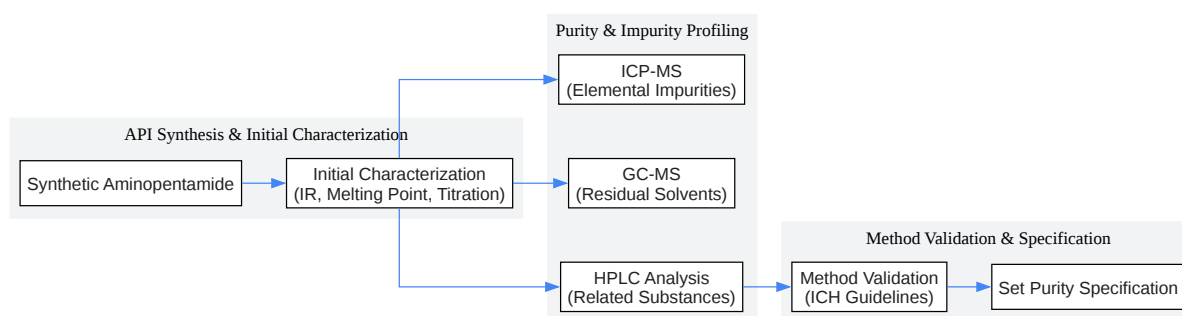 Purity & Impurity Profiling
ICP-MS
(Elemental Impurities)
API Synthesis & Initial Characterization
Synthetic Aminopentamide
Initial Characterization
(IR, Melting Point, Titration)
GC-MS
(Residual Solvents)
HPLC Analysis
(Related Substances)
Method Validation & Specification
Method Validation
(ICH Guidelines)
Set Purity Specification